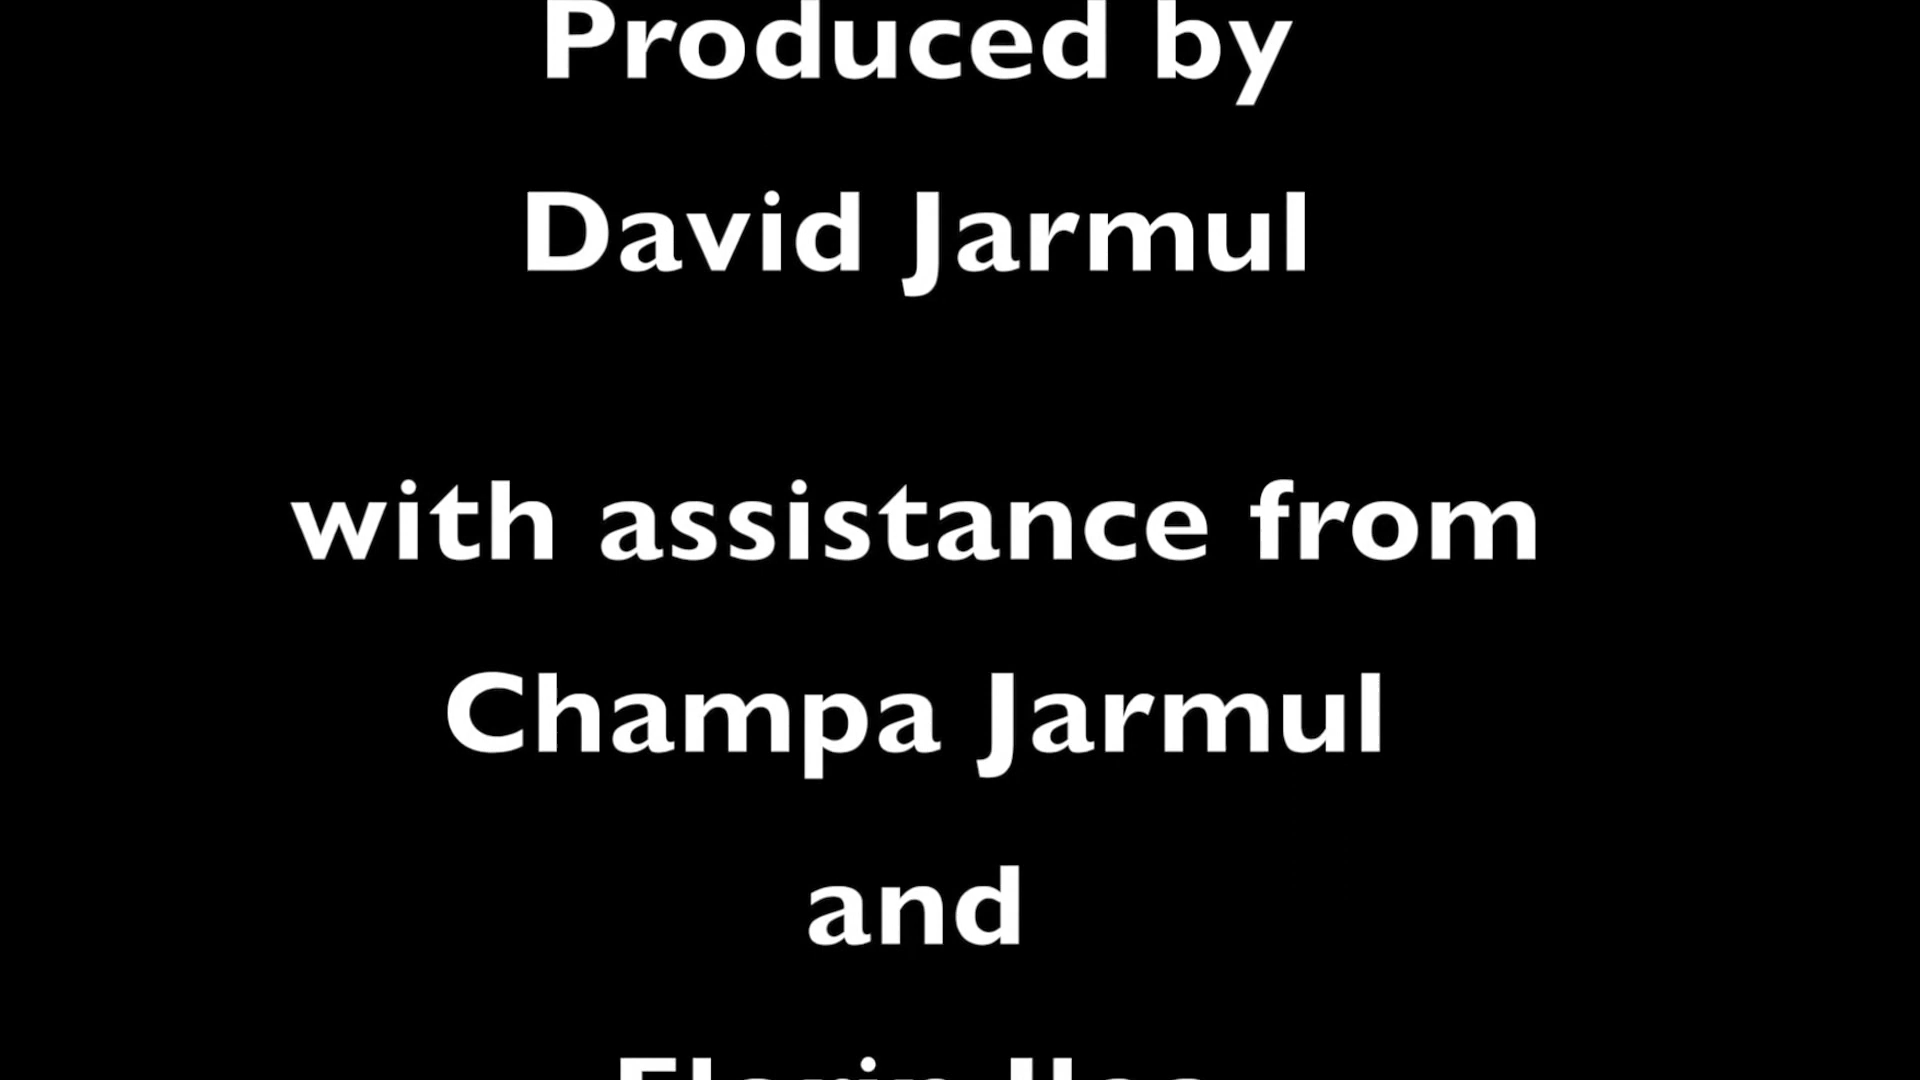 Produced by
David Jarmul
with assistance from
Champa Jarmul
and